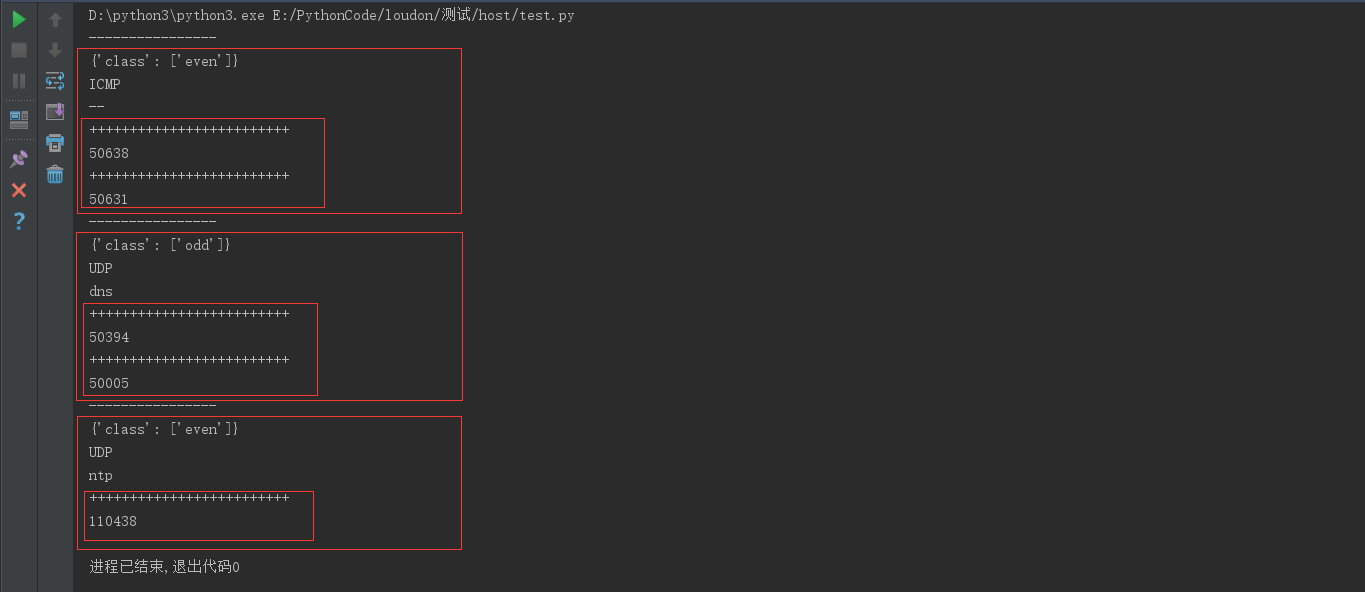 D:\python3\python3.exe E:/PythonCode/loudon/测试/host/test.py
----------------
{'class': ['even']}
ICMP
--
+++++++++++++++++++++++++
50638
+++++++++++++++++++++++++
50631
----------------
{'class': ['odd']}
UDP
dns
+++++++++++++++++++++++++
50394
+++++++++++++++++++++++++
50005
----------------
{'class': ['even']}
UDP
ntp
+++++++++++++++++++++++++
110438
进程已结束,退出代码0